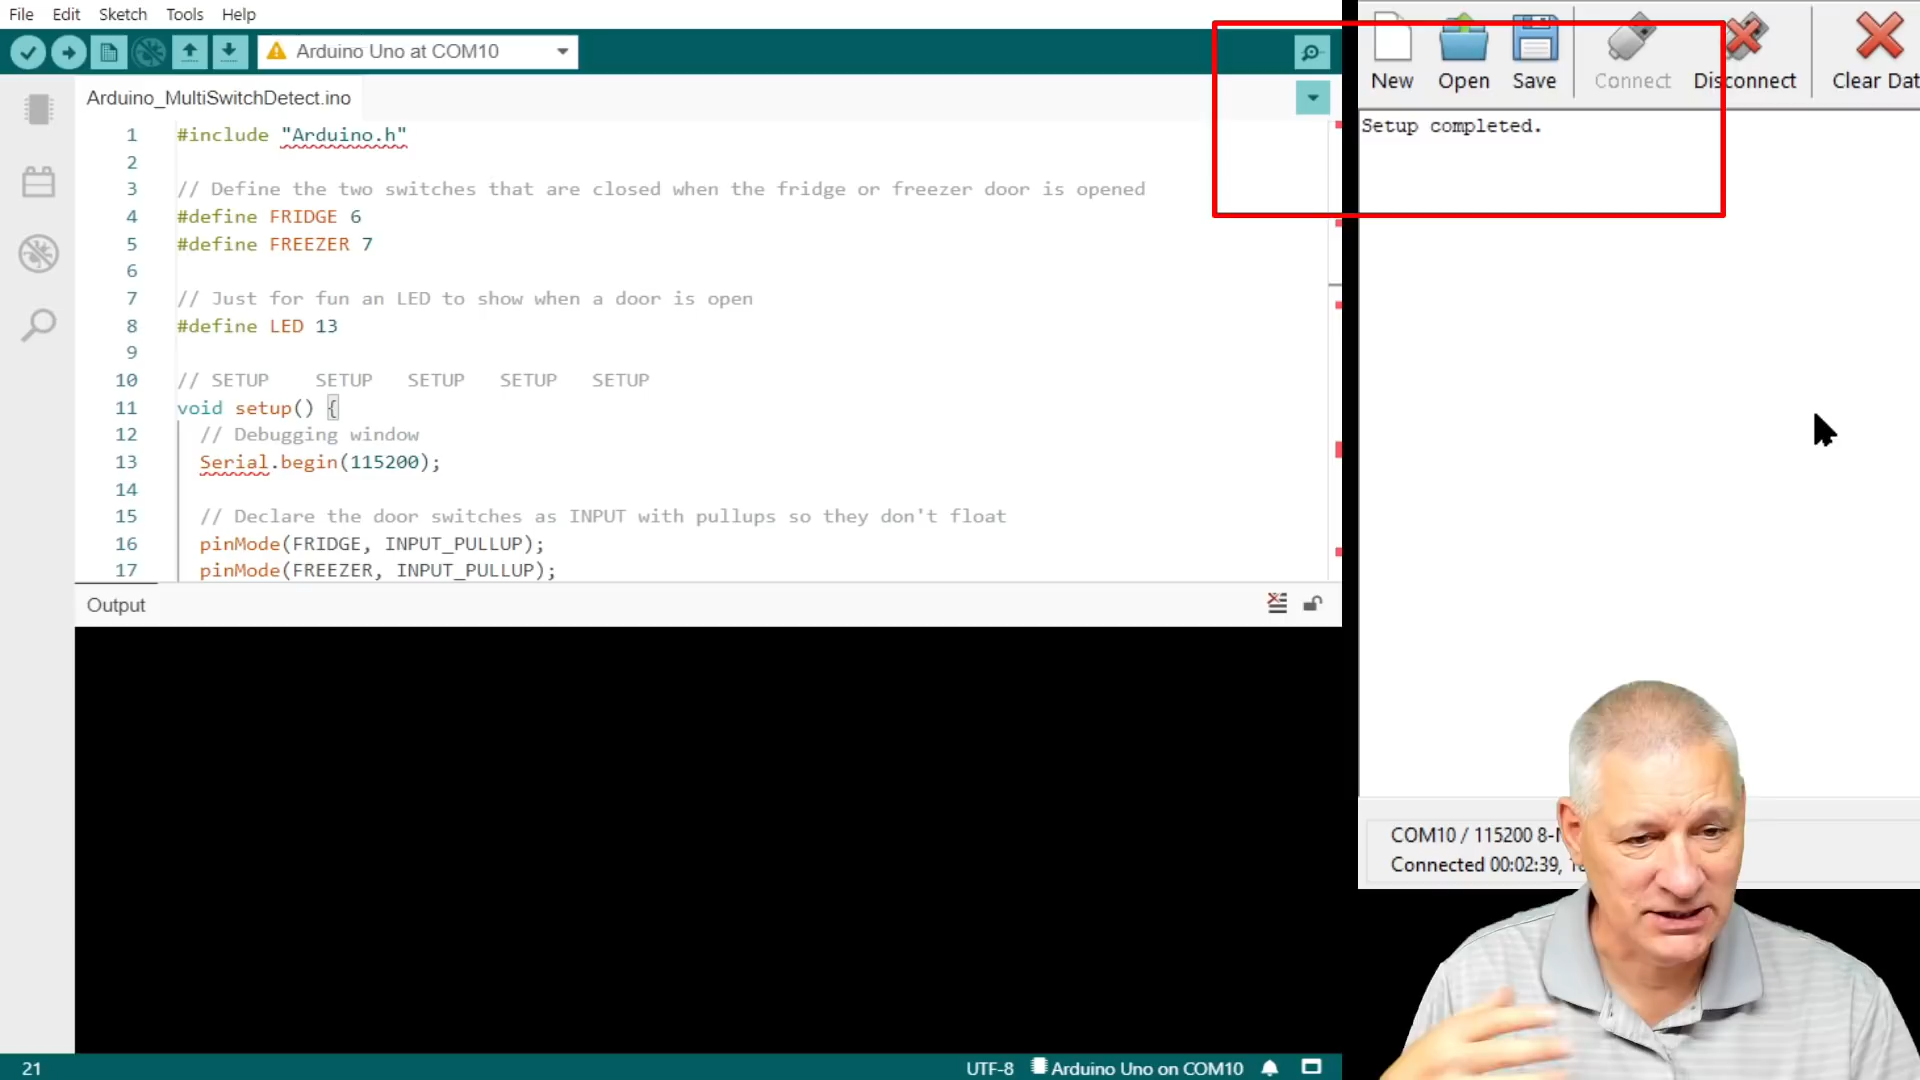 File Edit Sketch Tools Help
Arduino Uno at COM10
Arduino_MultiSwitchDetect.ino
1 #include "Arduino.h"
2
3 // Define the two switches that are closed when the fridge or freezer door is opened
4 #define FRIDGE 6
5 #define FREEZER 7
6
7 // Just for fun an LED to show when a door is open
8 #define LED 13
9
10 // SETUP SETUP SETUP SETUP SETUP
11 void setup() {
12 // Debugging window
13 Serial.begin(115200);
14
15 // Declare the door switches as INPUT with pullups so they don't float
16 pinMode(FRIDGE, INPUT_PULLUP);
17 pinMode(FREEZER, INPUT_PULLUP);
Output
21 UTF-8 Arduino Uno on COM10
New Open Save Connect Disconnect Clear Dat
Setup completed.
COM10 / 115200 8-N
Connected 00:02:39,